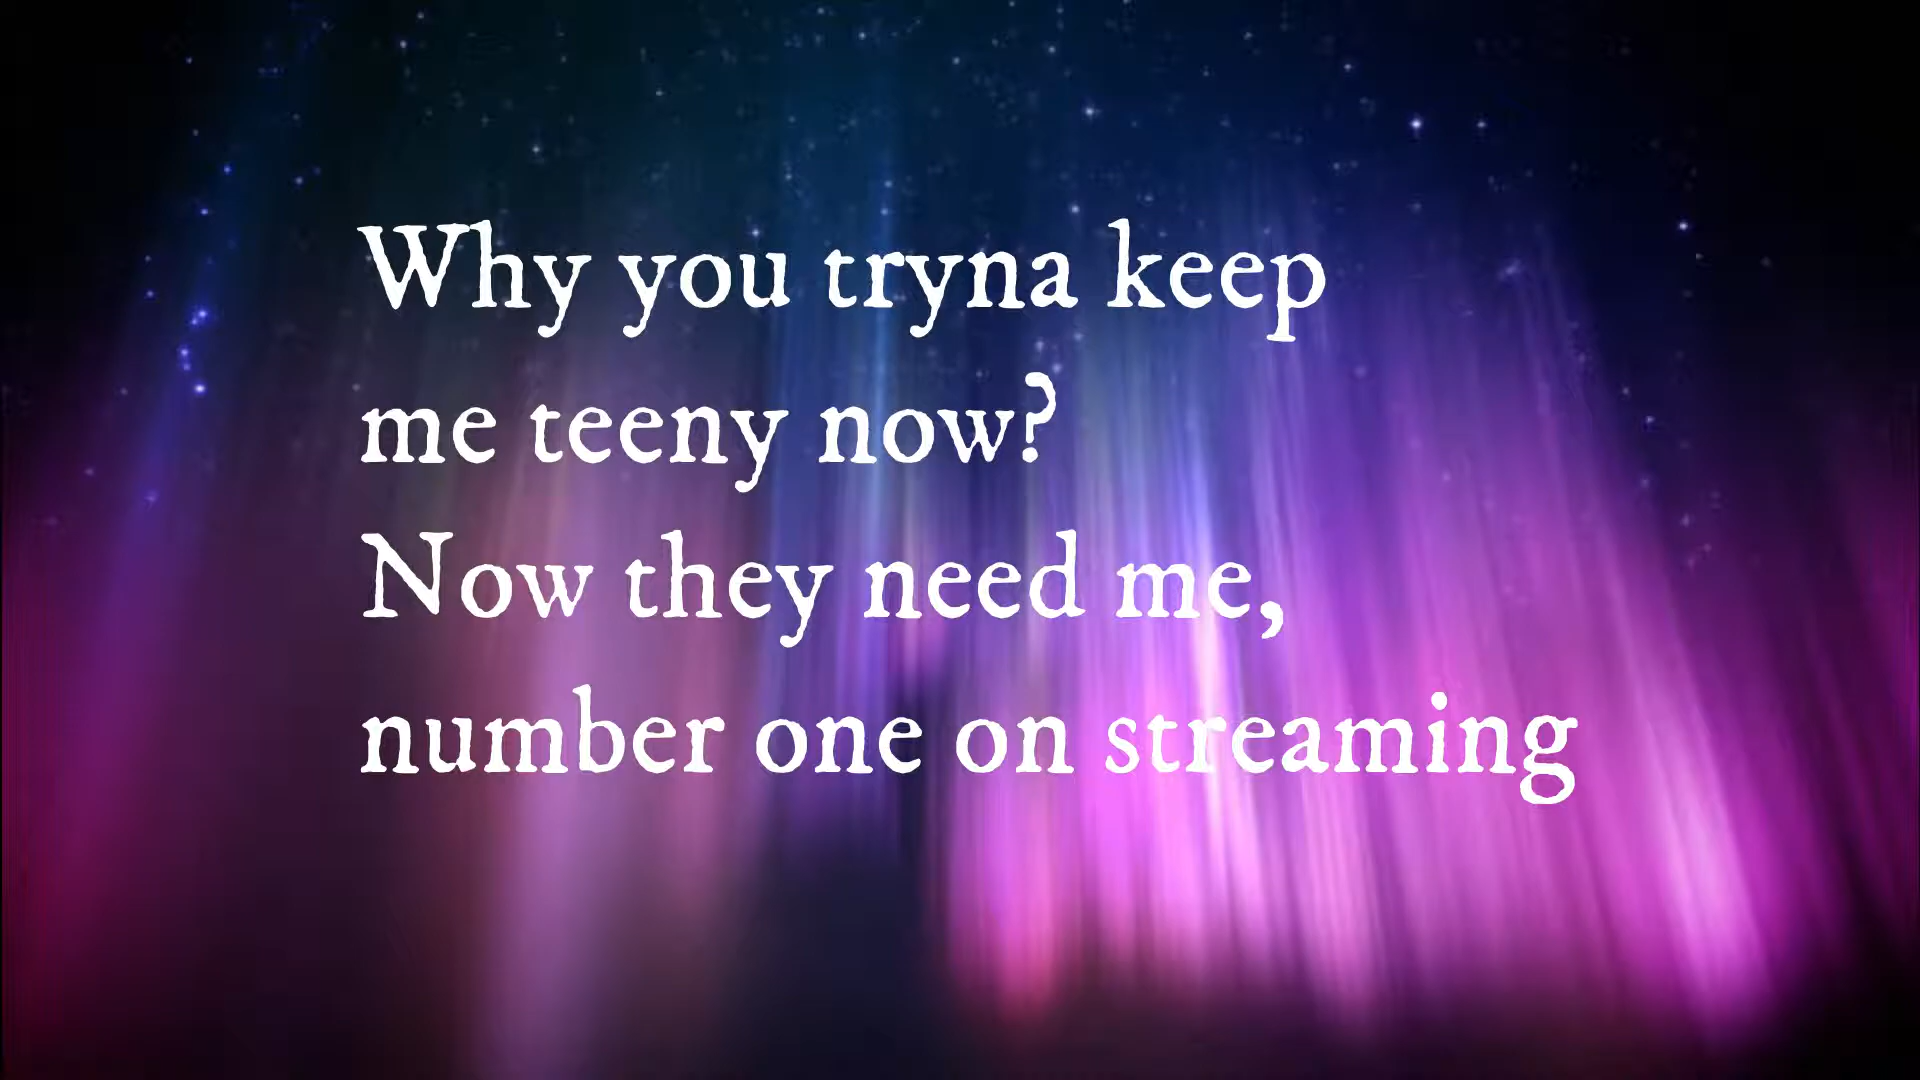 Why you tryna keep
me teeny now?
Now they need me,
number one on streaming